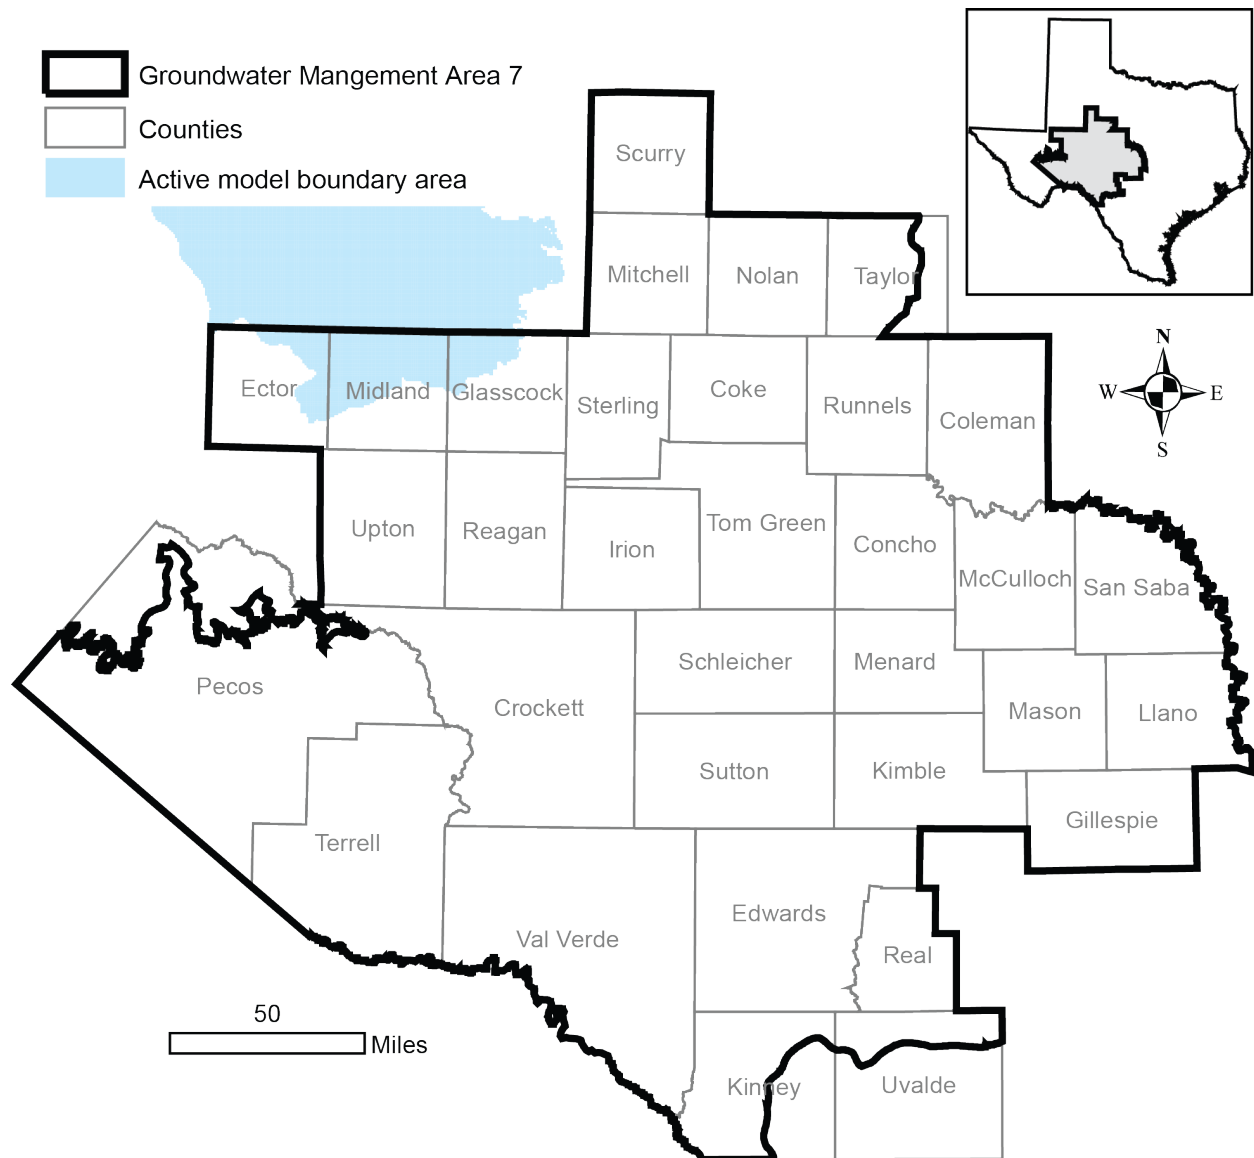 Groundwater Mangement Area 7
Counties
Active model boundary area
Scurry
Mitchell
Nolan
Taylor
N
W
E
S
Ector
Midland
Glasscock
Sterling
Coke
Runnels
Coleman
Upton
Reagan
Irion
Tom Green
Concho
McCulloch
San Saba
Pecos
Crockett
Schleicher
Menard
Mason
Llano
Sutton
Kimble
Gillespie
Terrell
Val Verde
Edwards
Real
50
Miles
Kinney
Uvalde